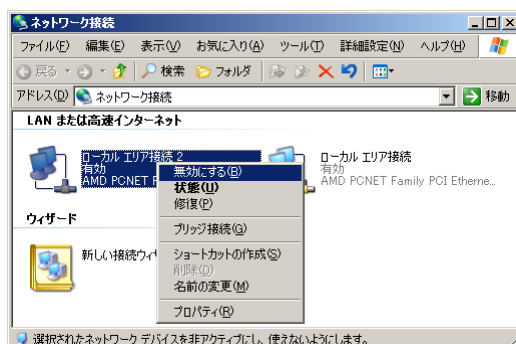 ネットワーク接続
ファイル(F) 編集(E) 表示(V) お気に入り(A) ツール(T) 詳細設定(N) ヘルプ(H)
戻る 検索 フォルダ
アドレス(D) ネットワーク接続 移動
LAN または高速インターネット
ローカル エリア接続 2
有効
AMD PCNET F
ローカル エリア接続
有効
AMD PCNET Family PCI Etherne...
無効にする(B)
状態(U)
修復(P)
ブリッジ接続(G)
ショートカットの作成(S)
削除(D)
名前の変更(M)
プロパティ(R)
ウィザード
新しい接続ウィ
選択されたネットワーク デバイスを非アクティブにし、使えないようにします。